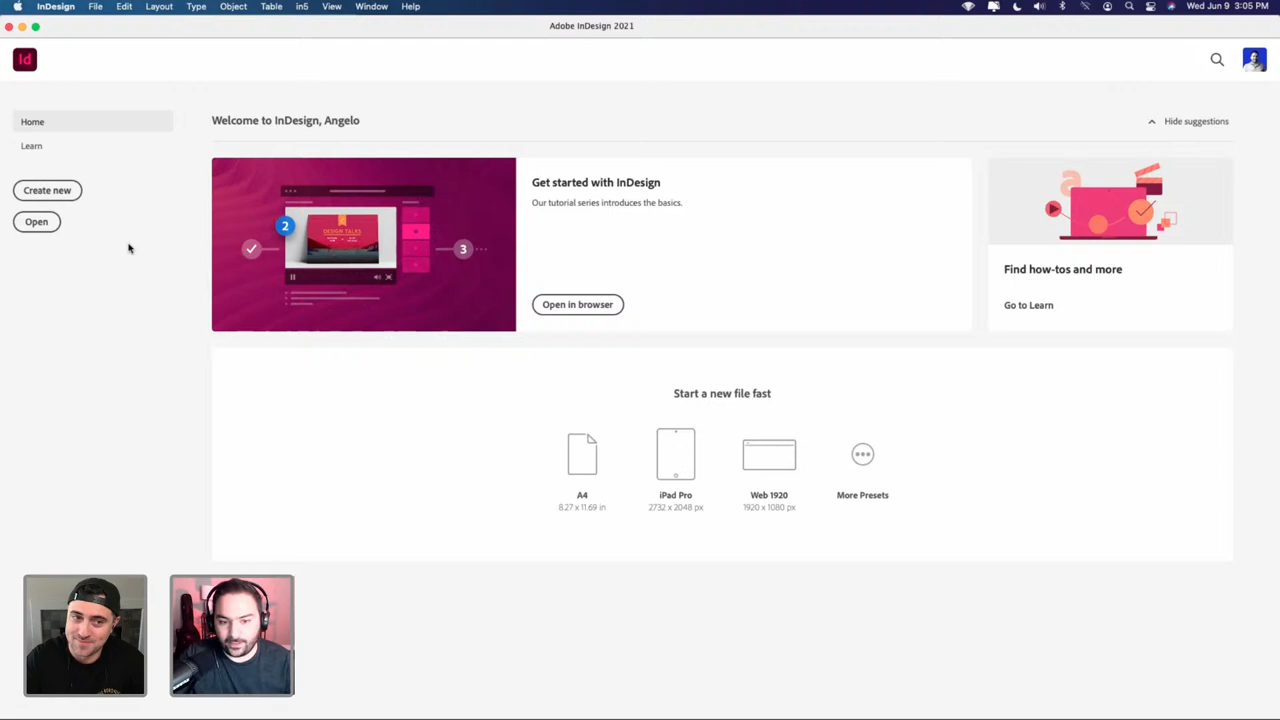 InDesign File Edit Layout Type Object Table in5 View Window Help
Wed Jun 9 3:05 PM
Adobe InDesign 2021
Id
Home
Learn
Create new
Open
Welcome to InDesign, Angelo
Hide suggestions
2
DESIGN TALKS
3
Get started with InDesign
Our tutorial series introduces the basics.
Open in browser
Find how-tos and more
Go to Learn
Start a new file fast
A4
8.27 x 11.69 in
iPad Pro
2732 x 2048 px
Web 1920
1920 x 1080 px
More Presets